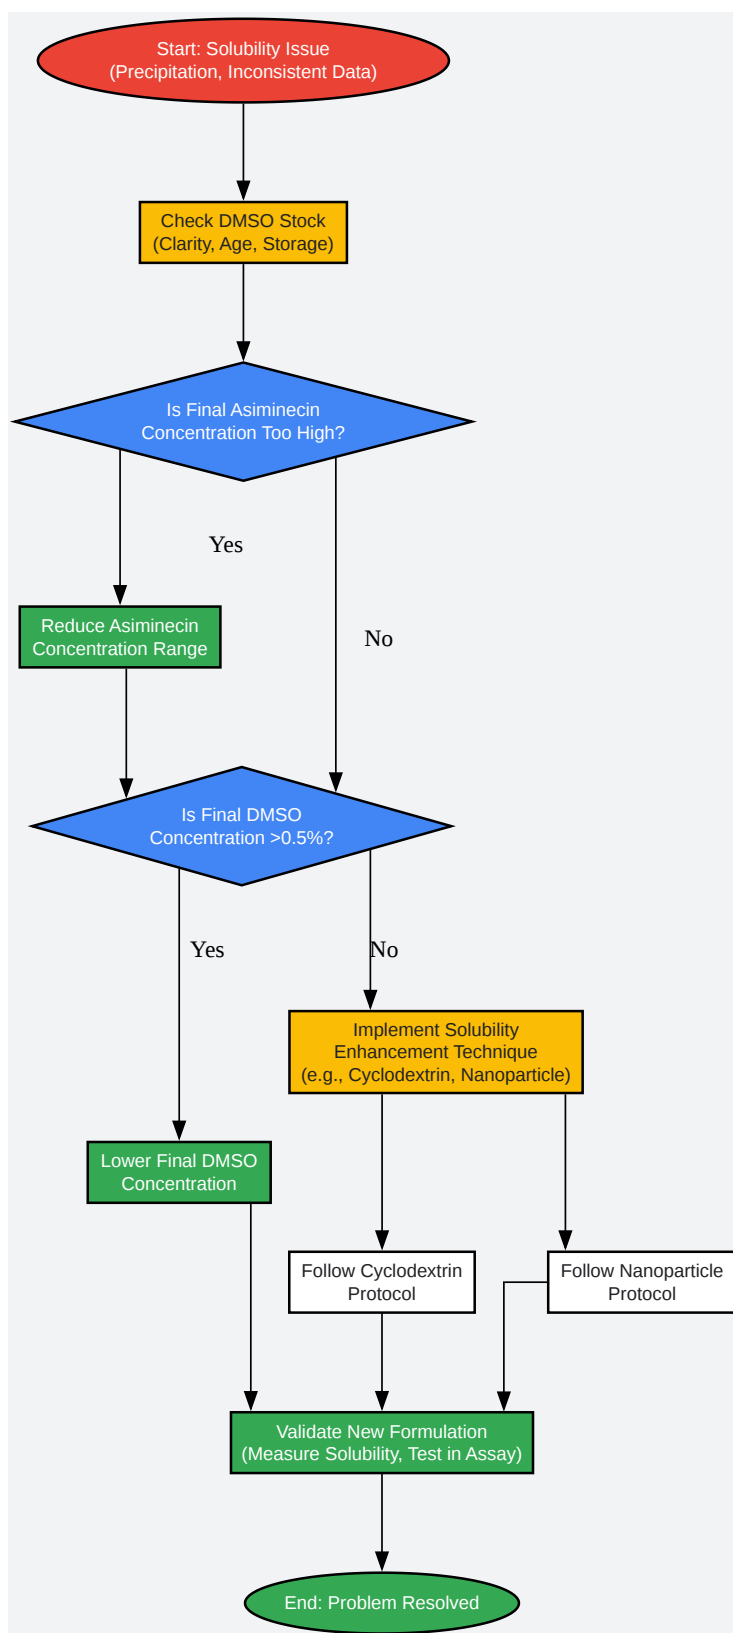 Start: Solubility Issue
(Precipitation, Inconsistent Data)
Check DMSO Stock
(Clarity, Age, Storage)
Is Final Asiminecin
Concentration Too High?
Yes
Reduce Asiminecin
Concentration Range
No
Is Final DMSO
Concentration >0.5%?
Yes
No
Implement Solubility
Enhancement Technique
(e.g., Cyclodextrin, Nanoparticle)
Lower Final DMSO
Concentration
Follow Cyclodextrin
Protocol
Follow Nanoparticle
Protocol
Validate New Formulation
(Measure Solubility, Test in Assay)
End: Problem Resolved